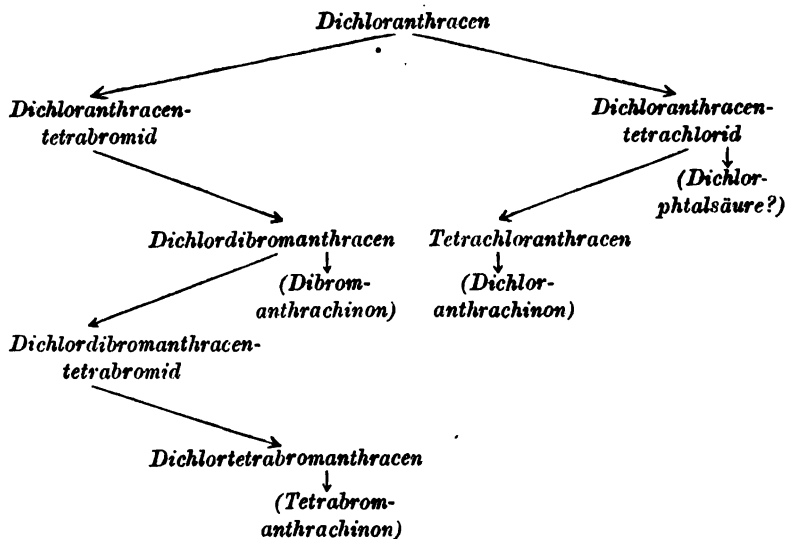 Dichloranthracen
Dichloranthracen-
tetrabromid
Dichloranthracen-
tetrachlorid
(Dichlor-
phtalsäure?)
Dichlordibromanthracen
Tetrachloranthracen
(Dibrom-
anthrachinon)
(Dichlor-
anthrachinon)
Dichlordibromanthracen-
tetrabromid
Dichlortetrabromanthracen
(Tetrabrom-
anthrachinon)